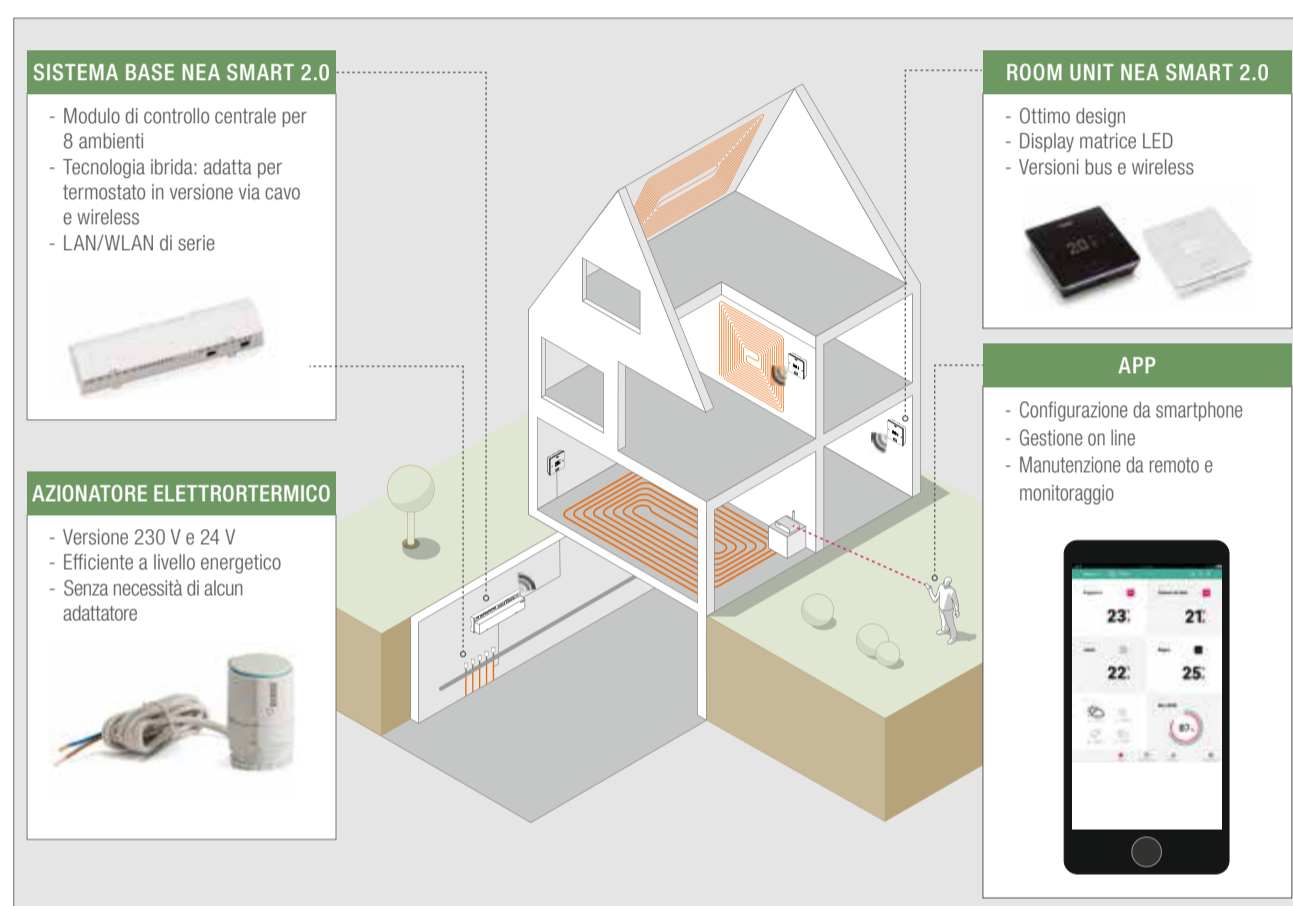 SISTEMA BASE NEA SMART 2.0
- Modulo di controllo centrale per
8 ambienti
- Tecnologia ibrida: adatta per
termostato in versione via cavo
e wireless
- LAN/WLAN di serie
AZIONATORE ELETTRORTERMICO
- Versione 230 V e 24 V
- Efficiente a livello energetico
- Senza necessità di alcun
adattatore
ROOM UNIT NEA SMART 2.0
- Ottimo design
- Display matrice LED
- Versioni bus e wireless
APP
- Configurazione da smartphone
- Gestione on line
- Manutenzione da remoto e
monitoraggio
23
21
22
25
87